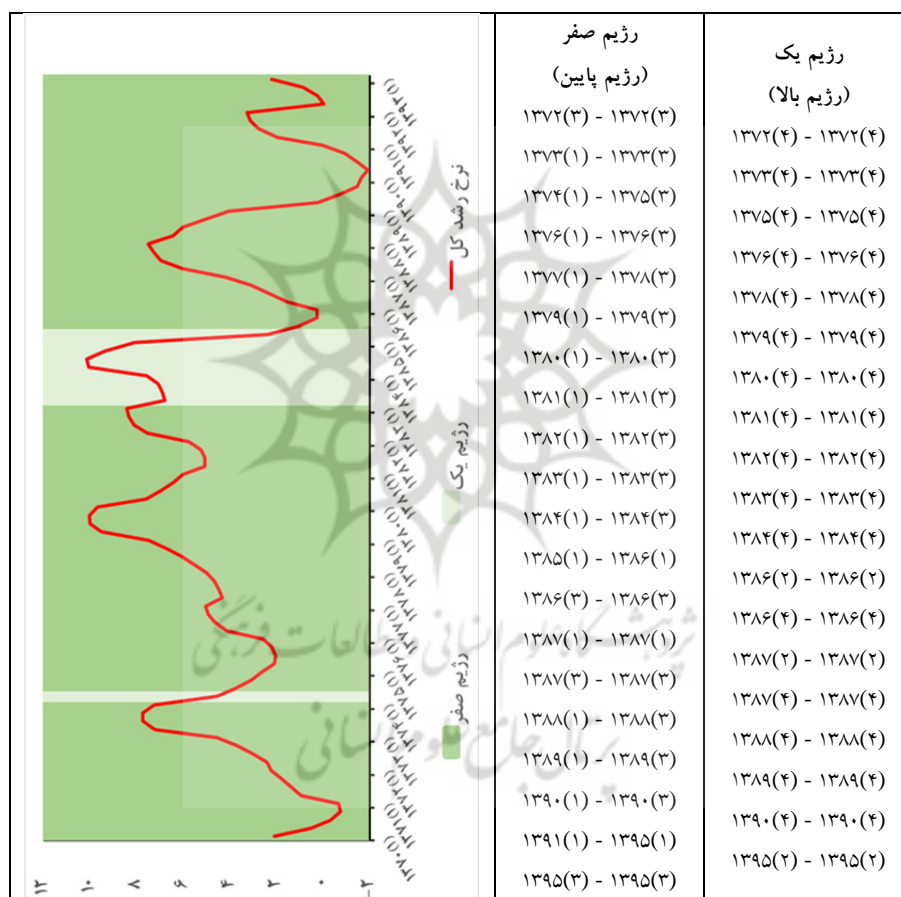 رژیم یک
(رژیم بالا)
۱۳۷۲(۴) - ۱۳۷۲(۴)
۱۳۷۳(۴) - ۱۳۷۳(۴)
۱۳۷۵(۴) - ۱۳۷۵(۴)
۱۳۷۶(۴) - ۱۳۷۶(۴)
۱۳۷۸(۴) - ۱۳۷۸(۴)
۱۳۷۹(۴) - ۱۳۷۹(۴)
۱۳۸۰(۴) - ۱۳۸۰(۴)
۱۳۸۱(۴) - ۱۳۸۱(۴)
۱۳۸۲(۴) - ۱۳۸۲(۴)
۱۳۸۳(۴) - ۱۳۸۳(۴)
۱۳۸۴(۴) - ۱۳۸۴(۴)
۱۳۸۶(۲) - ۱۳۸۶(۲)
۱۳۸۶(۴) - ۱۳۸۶(۴)
۱۳۸۷(۲) - ۱۳۸۷(۲)
۱۳۸۷(۴) - ۱۳۸۷(۴)
۱۳۸۸(۴) - ۱۳۸۸(۴)
۱۳۸۹(۴) - ۱۳۸۹(۴)
۱۳۹۰(۴) - ۱۳۹۰(۴)
۱۳۹۵(۲) - ۱۳۹۵(۲)
رژیم صفر
(رژیم پایین)
۱۳۷۲(۳) - ۱۳۷۲(۳)
۱۳۷۳(۱) - ۱۳۷۳(۳)
۱۳۷۴(۱) - ۱۳۷۵(۳)
۱۳۷۶(۱) - ۱۳۷۶(۳)
۱۳۷۷(۱) - ۱۳۷۸(۳)
۱۳۷۹(۱) - ۱۳۷۹(۳)
۱۳۸۰(۱) - ۱۳۸۰(۳)
۱۳۸۱(۱) - ۱۳۸۱(۳)
۱۳۸۲(۱) - ۱۳۸۲(۳)
۱۳۸۳(۱) - ۱۳۸۳(۳)
۱۳۸۴(۱) - ۱۳۸۴(۳)
۱۳۸۵(۱) - ۱۳۸۶(۱)
۱۳۸۶(۳) - ۱۳۸۶(۳)
۱۳۸۷(۱) - ۱۳۸۷(۱)
۱۳۸۷(۳) - ۱۳۸۷(۳)
۱۳۸۸(۱) - ۱۳۸۸(۳)
۱۳۸۹(۱) - ۱۳۸۹(۳)
۱۳۹۰(۱) - ۱۳۹۰(۳)
۱۳۹۱(۱) - ۱۳۹۵(۱)
۱۳۹۵(۳) - ۱۳۹۵(۳)
نرخ رشد کل
رژیم یک
رژیم صفر
۱۲
۱۰
۸
۶
۴
۲
۰
-۲
پژوهشگاه علوم انسانی و مطالعات فرهنگی
پرتال جامع علوم انسانی